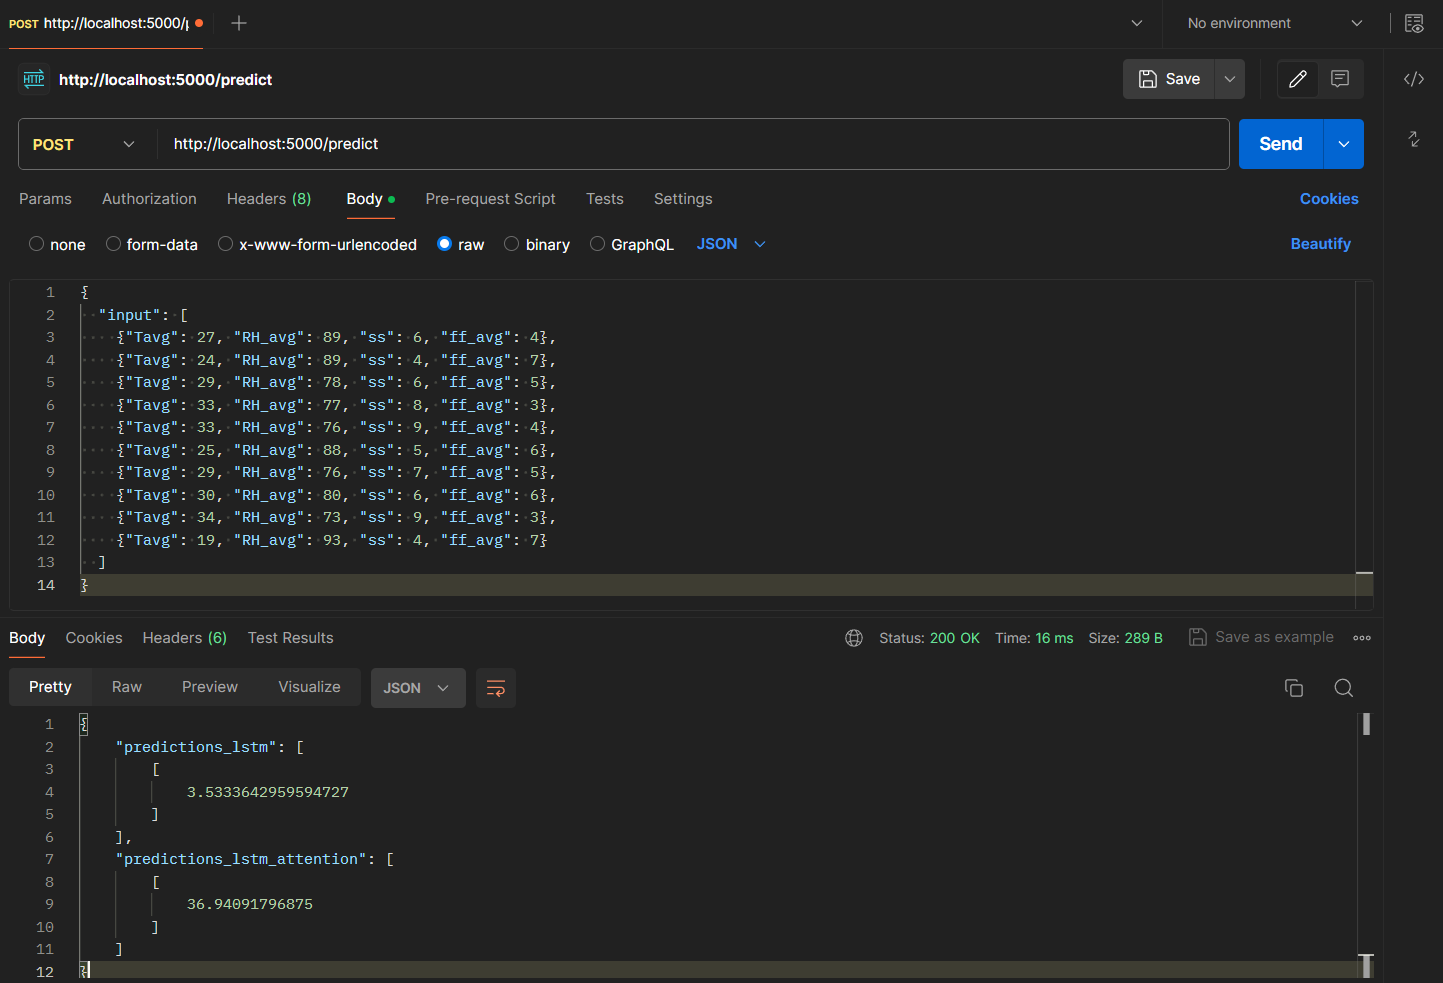 POST http://localhost:5000/p
No environment
HTTP http://localhost:5000/predict
Save
POST http://localhost:5000/predict
Send
Params Authorization Headers (8) Body Pre-request Script Tests Settings Cookies
none form-data x-www-form-urlencoded raw binary GraphQL JSON Beautify
1 {
2 "input": [
3 {"Tavg": 27, "RH_avg": 89, "ss": 6, "ff_avg": 4},
4 {"Tavg": 24, "RH_avg": 89, "ss": 4, "ff_avg": 7},
5 {"Tavg": 29, "RH_avg": 78, "ss": 6, "ff_avg": 5},
6 {"Tavg": 33, "RH_avg": 77, "ss": 8, "ff_avg": 3},
7 {"Tavg": 33, "RH_avg": 76, "ss": 9, "ff_avg": 4},
8 {"Tavg": 25, "RH_avg": 88, "ss": 5, "ff_avg": 6},
9 {"Tavg": 29, "RH_avg": 76, "ss": 7, "ff_avg": 5},
10 {"Tavg": 30, "RH_avg": 80, "ss": 6, "ff_avg": 6},
11 {"Tavg": 34, "RH_avg": 73, "ss": 9, "ff_avg": 3},
12 {"Tavg": 19, "RH_avg": 93, "ss": 4, "ff_avg": 7}
13 ]
14 }
Body Cookies Headers (6) Test Results Status: 200 OK Time: 16 ms Size: 289 B Save as example
Pretty Raw Preview Visualize JSON
1 {
2 "predictions_lstm": [
3 [
4 3.5333642959594727
5 ]
6 ],
7 "predictions_lstm_attention": [
8 [
9 36.94091796875
10 ]
11 ]
12 }